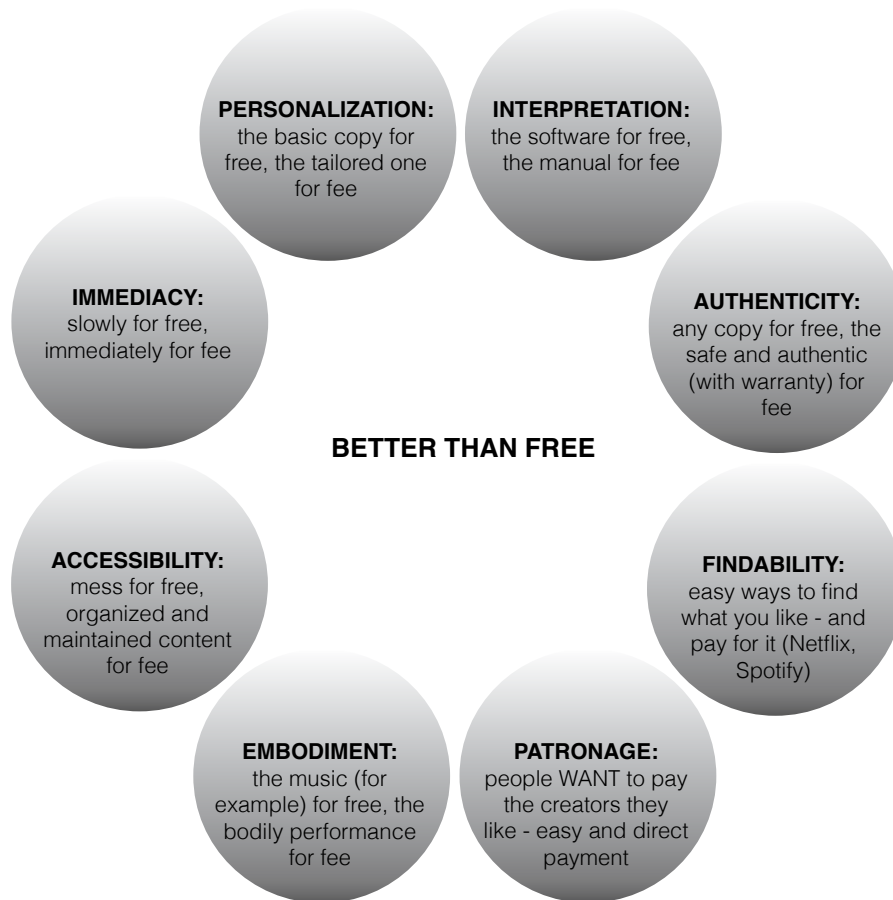 PERSONALIZATION:
the basic copy for
free, the tailored one
for fee
INTERPRETATION:
the software for free,
the manual for fee
IMMEDIACY:
slowly for free,
immediately for fee
AUTHENTICITY:
any copy for free, the
safe and authentic
(with warranty) for
fee
BETTER THAN FREE
ACCESSIBILITY:
mess for free,
organized and
maintained content
for fee
FINDABILITY:
easy ways to find
what you like - and
pay for it (Netflix,
Spotify)
EMBODIMENT:
the music (for
example) for free, the
bodily performance
for fee
PATRONAGE:
people WANT to pay
the creators they
like - easy and direct
payment